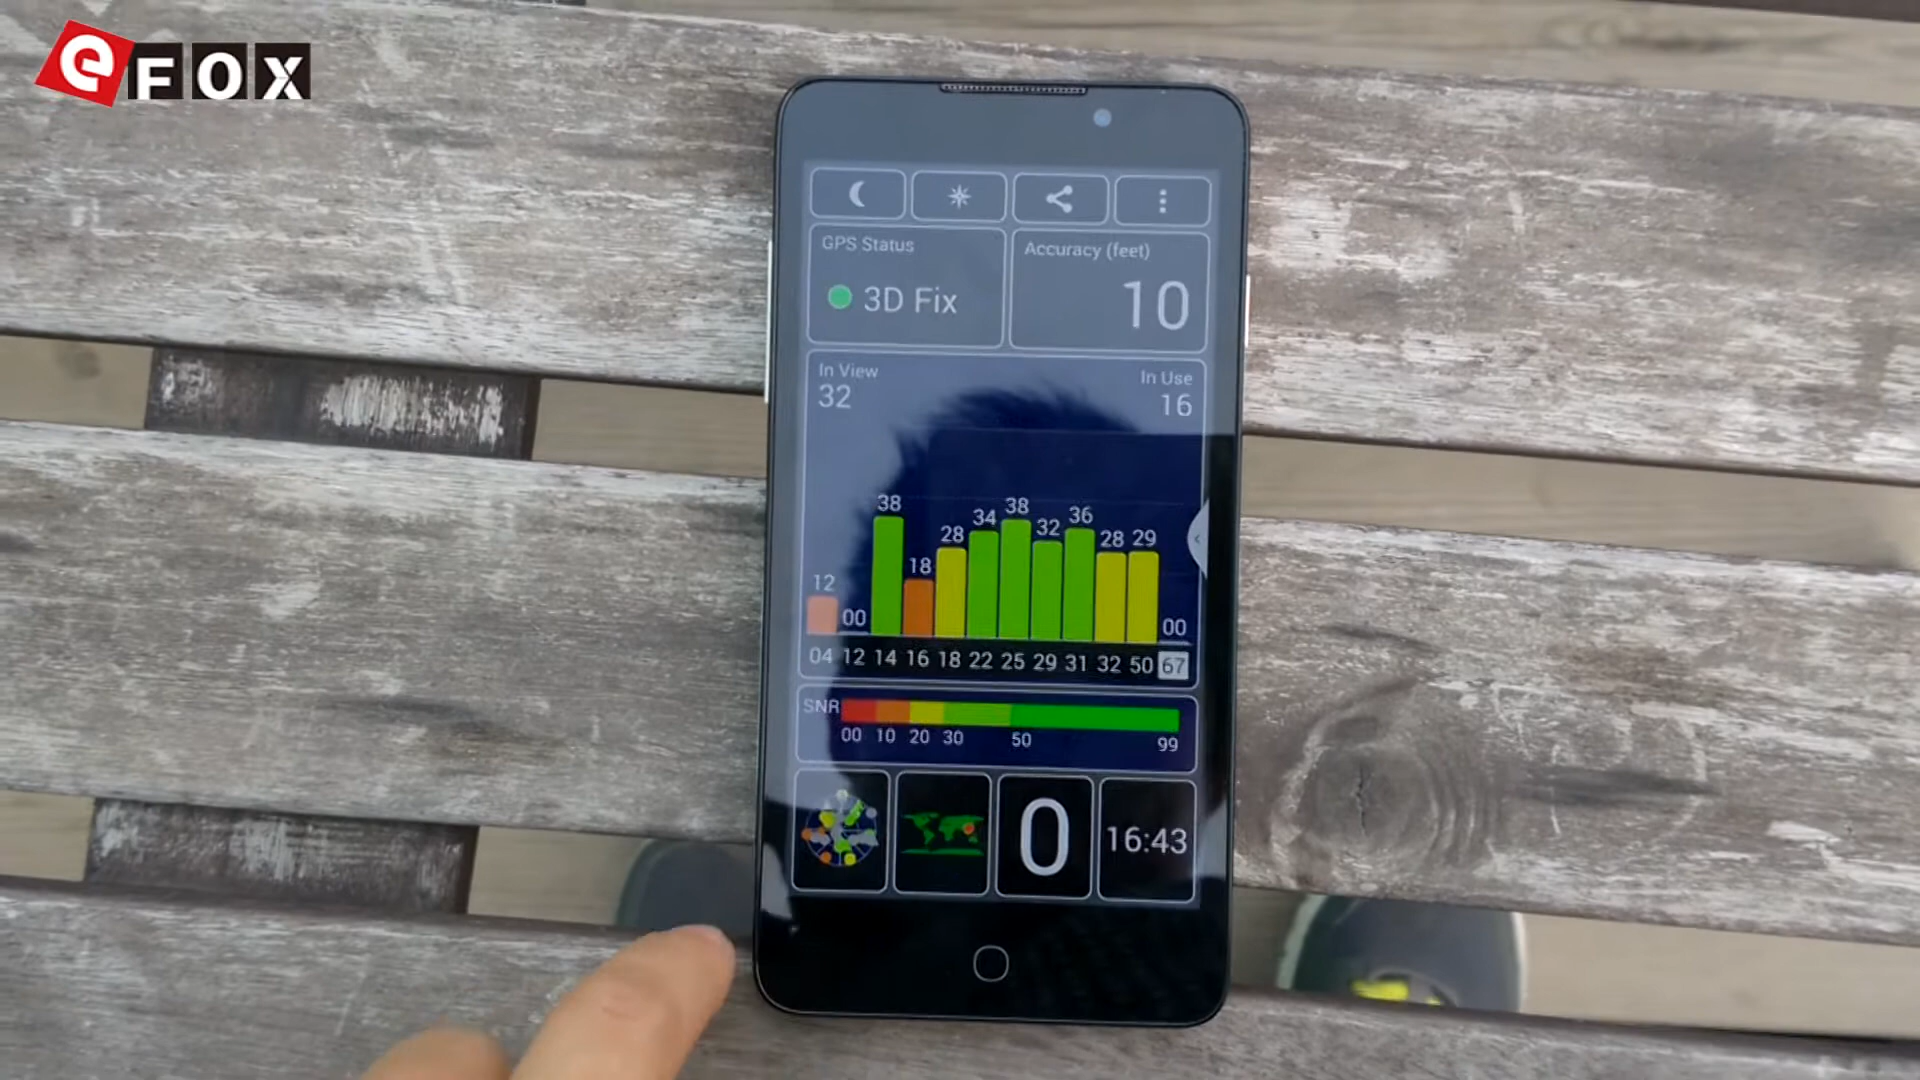 eFOX
GPS Status
3D Fix
Accuracy (feet)
10
In View
32
In Use
16
12 00 38 18 28 34 38 32 36 28 29 00
04 12 14 16 18 22 25 29 31 32 50 67
SNR
00 10 20 30 50 99
0
16:43